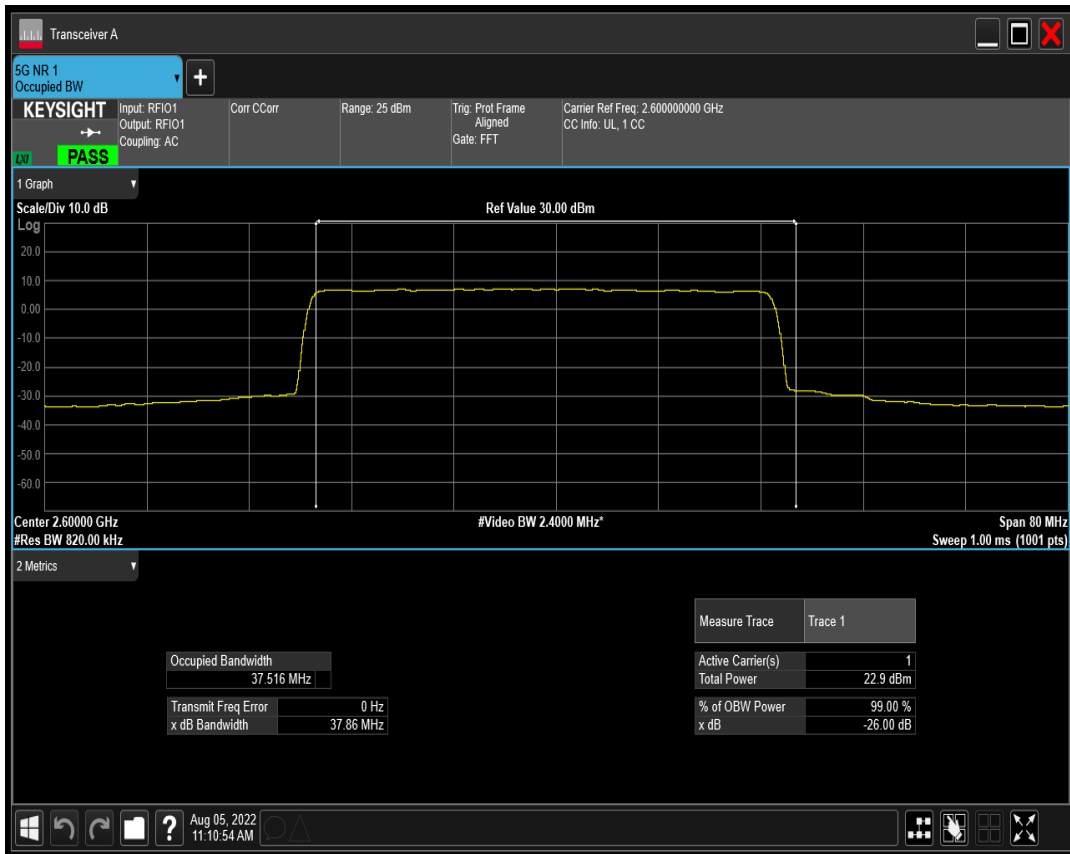 Transceiver A
5G NR 1
Occupied BW
+
KEYSIGHT
Input: RFIO1
Output: RFIO1
Coupling: AC
LXI
PASS
Corr CCorr
Range: 25 dBm
Trig: Prot Frame
Aligned
Gate: FFT
Carrier Ref Freq: 2.600000000 GHz
CC Info: UL, 1 CC
1 Graph
Scale/Div 10.0 dB
Ref Value 30.00 dBm
Log
20.0
10.0
0.00
-10.0
-20.0
-30.0
-40.0
-50.0
-60.0
Center 2.60000 GHz
#Video BW 2.4000 MHz*
Span 80 MHz
#Res BW 820.00 kHz
Sweep 1.00 ms (1001 pts)
2 Metrics
Measure Trace Trace 1
Occupied Bandwidth
37.516 MHz
Transmit Freq Error 0 Hz
x dB Bandwidth 37.86 MHz
Active Carrier(s) 1
Total Power 22.9 dBm
% of OBW Power 99.00 %
x dB -26.00 dB
?
Aug 05, 2022
11:10:54 AM